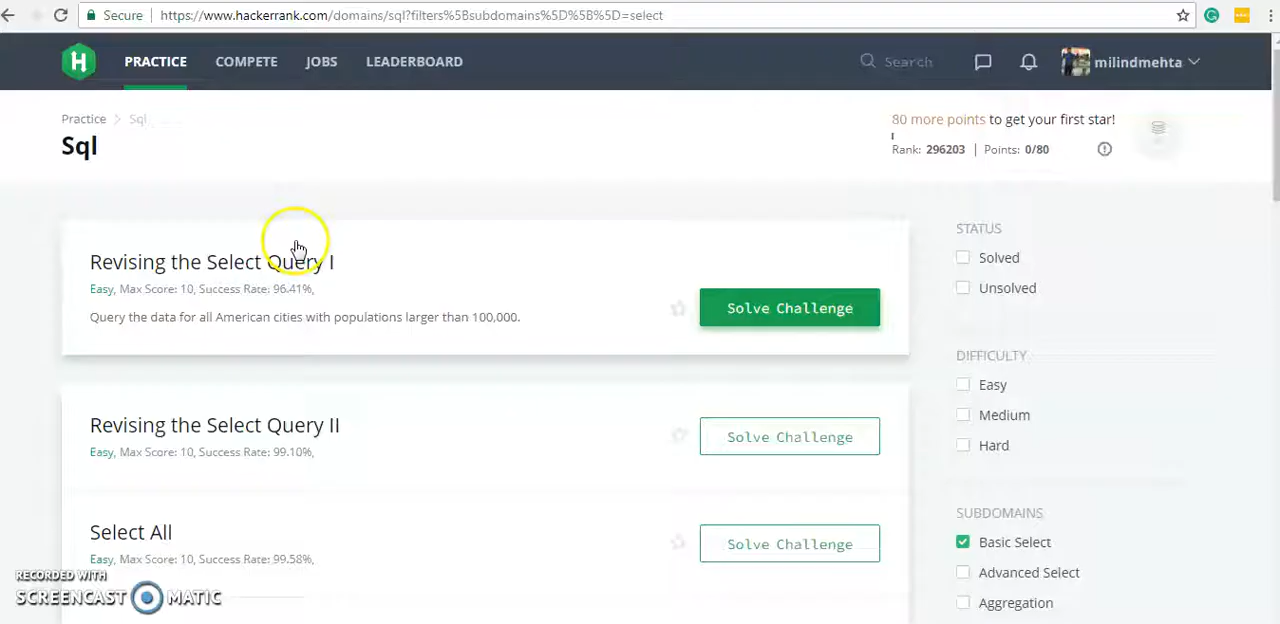 Secure
https://www.hackerrank.com/domains/sql?filters%5Bsubdomains%5D%5B%5D=select
H PRACTICE COMPETE JOBS LEADERBOARD Search milindmehta
Practice > Sql
Sql
80 more points to get your first star!
Rank: 296203 | Points: 0/80
Revising the Select Query I
Easy, Max Score: 10, Success Rate: 96.41%,
Query the data for all American cities with populations larger than 100,000.
Solve Challenge
Revising the Select Query II
Easy, Max Score: 10, Success Rate: 99.10%,
Solve Challenge
Select All
Easy, Max Score: 10, Success Rate: 99.58%,
Solve Challenge
STATUS
Solved
Unsolved
DIFFICULTY
Easy
Medium
Hard
SUBDOMAINS
Basic Select
Advanced Select
Aggregation
RECORDED WITH
SCREENCAST MATIC